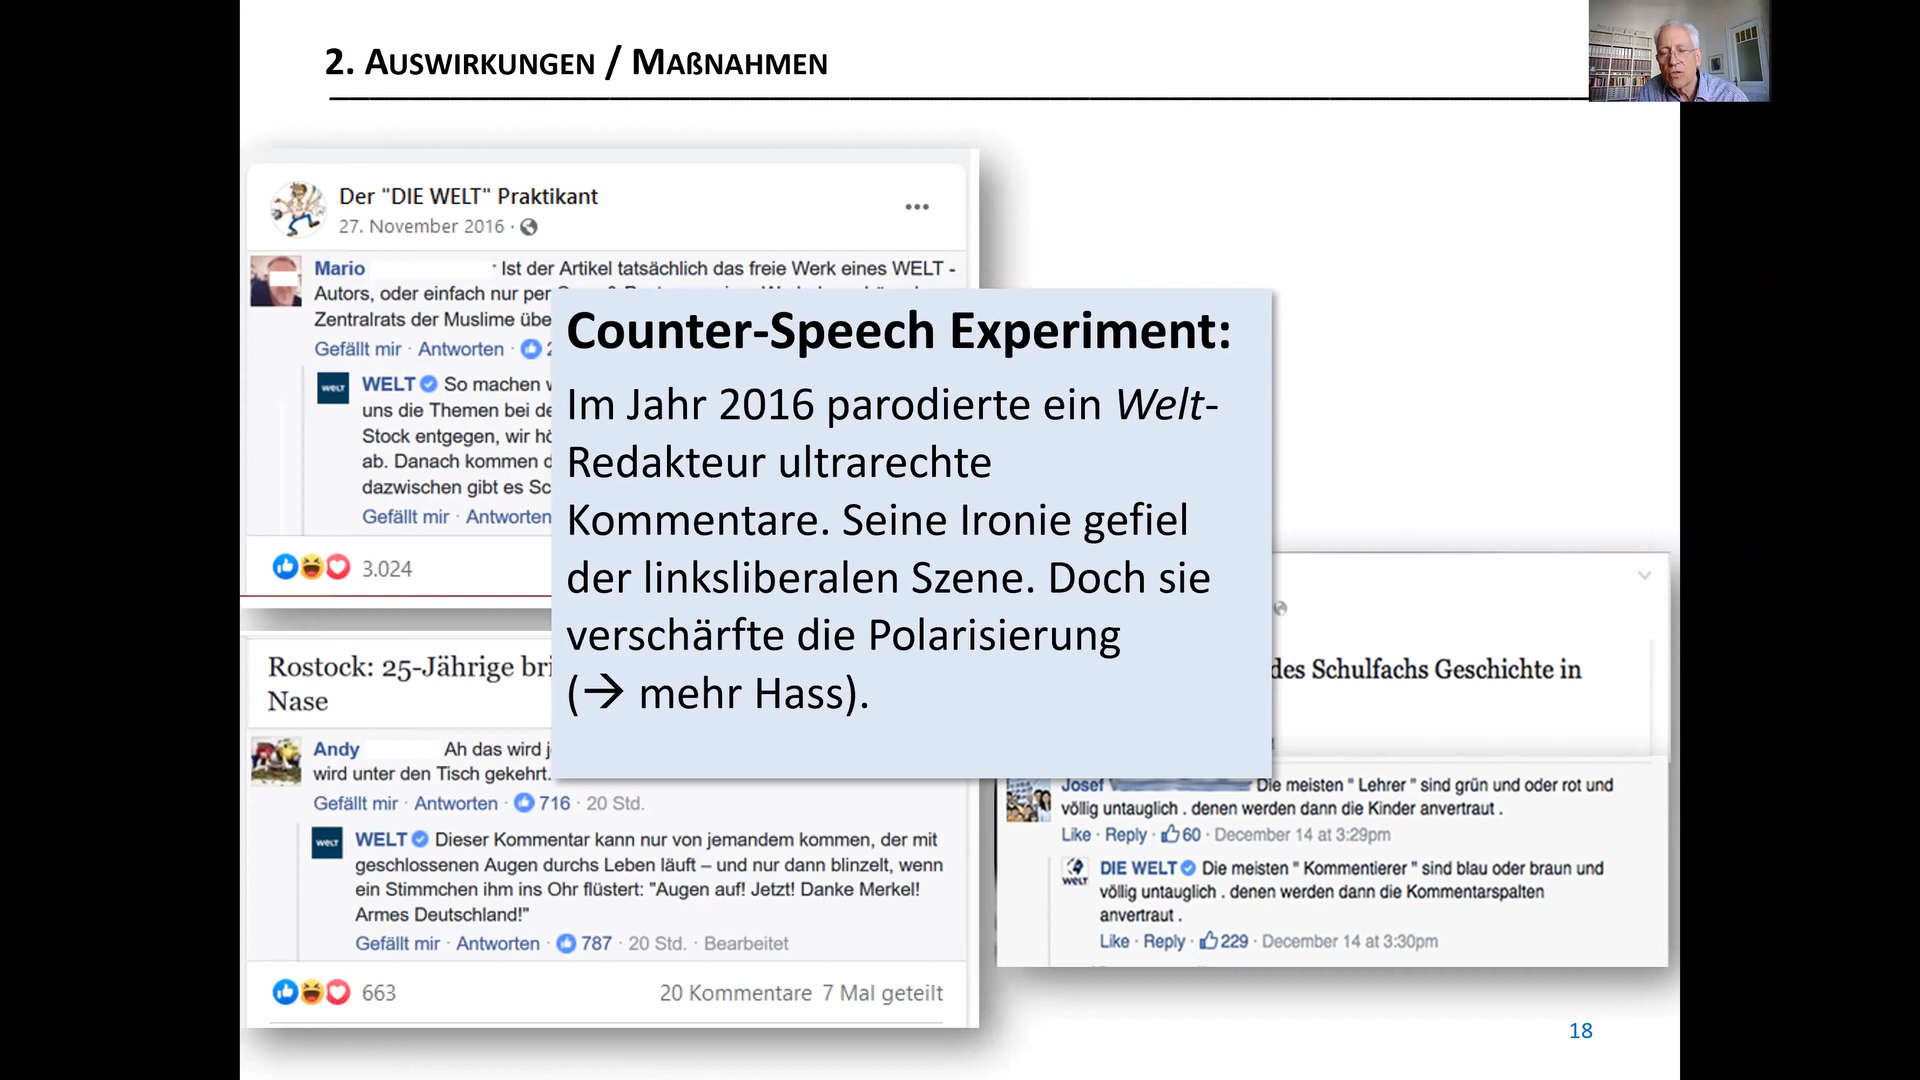 2. AUSWIRKUNGEN / MAßNAHMEN
Der "DIE WELT" Praktikant
27. November 2016 ·
Mario Ist der Artikel tatsächlich das freie Werk eines WELT -
Autors, oder einfach nur per
Zentralrats der Muslime übe
Gefällt mir · Antworten · 2
WELT So machen w
uns die Themen bei de
Stock entgegen, wir hö
ab. Danach kommen d
dazwischen gibt es Sc
Gefällt mir · Antworten
3.024
Counter-Speech Experiment:
Im Jahr 2016 parodierte ein Welt-
Redakteur ultrarechte
Kommentare. Seine Ironie gefiel
der linksliberalen Szene. Doch sie
verschärfte die Polarisierung
(→ mehr Hass).
Rostock: 25-Jährige bri
Nase
Andy Ah das wird j
wird unter den Tisch gekehrt.
Gefällt mir · Antworten · 716 · 20 Std.
WELT Dieser Kommentar kann nur von jemandem kommen, der mit
geschlossenen Augen durchs Leben läuft – und nur dann blinzelt, wenn
ein Stimmchen ihm ins Ohr flüstert: "Augen auf! Jetzt! Danke Merkel!
Armes Deutschland!"
Gefällt mir · Antworten · 787 · 20 Std. · Bearbeitet
663 20 Kommentare 7 Mal geteilt
des Schulfachs Geschichte in
Josef Die meisten " Lehrer " sind grün und oder rot und
völlig untauglich . denen werden dann die Kinder anvertraut .
Like · Reply · 60 · December 14 at 3:29pm
DIE WELT Die meisten " Kommentierer " sind blau oder braun und
völlig untauglich . denen werden dann die Kommentarspalten
anvertraut .
Like · Reply · 229 · December 14 at 3:30pm
18